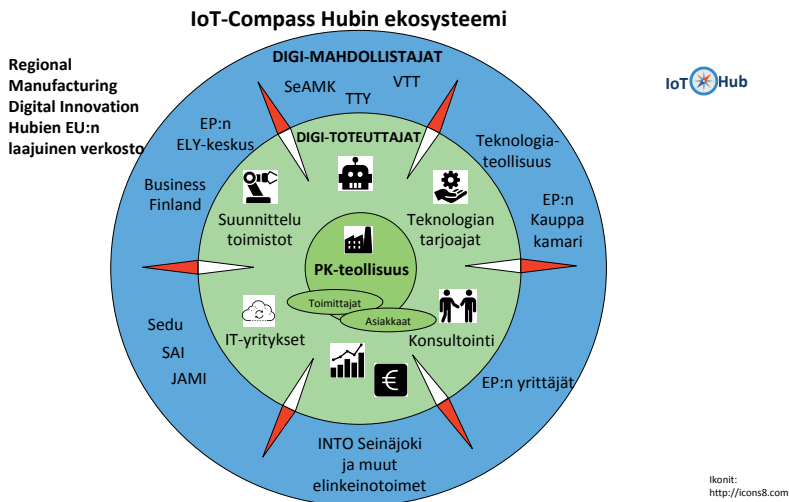 IoT-Compass Hubin ekosysteemi
Regional
Manufacturing
Digital Innovation
Hubien EU:n
laajuinen verkosto
IoT Hub
DIGI-MAHDOLLISTAJAT
SeAMK
TTY
VTT
EP:n
ELY-keskus
Business
Finland
Teknologia-
teollisuus
EP:n
Kauppa
kamari
DIGI-TOTEUTTAJAT
Suunnittelu
toimistot
Teknologian
tarjoajat
PK-teollisuus
Toimittajat
Asiakkaat
IT-yritykset
Konsultointi
Sedu
SAI
JAMI
EP:n yrittäjät
€
INTO Seinäjoki
ja muut
elinkeinotoimet
Ikonit:
http://icons8.com